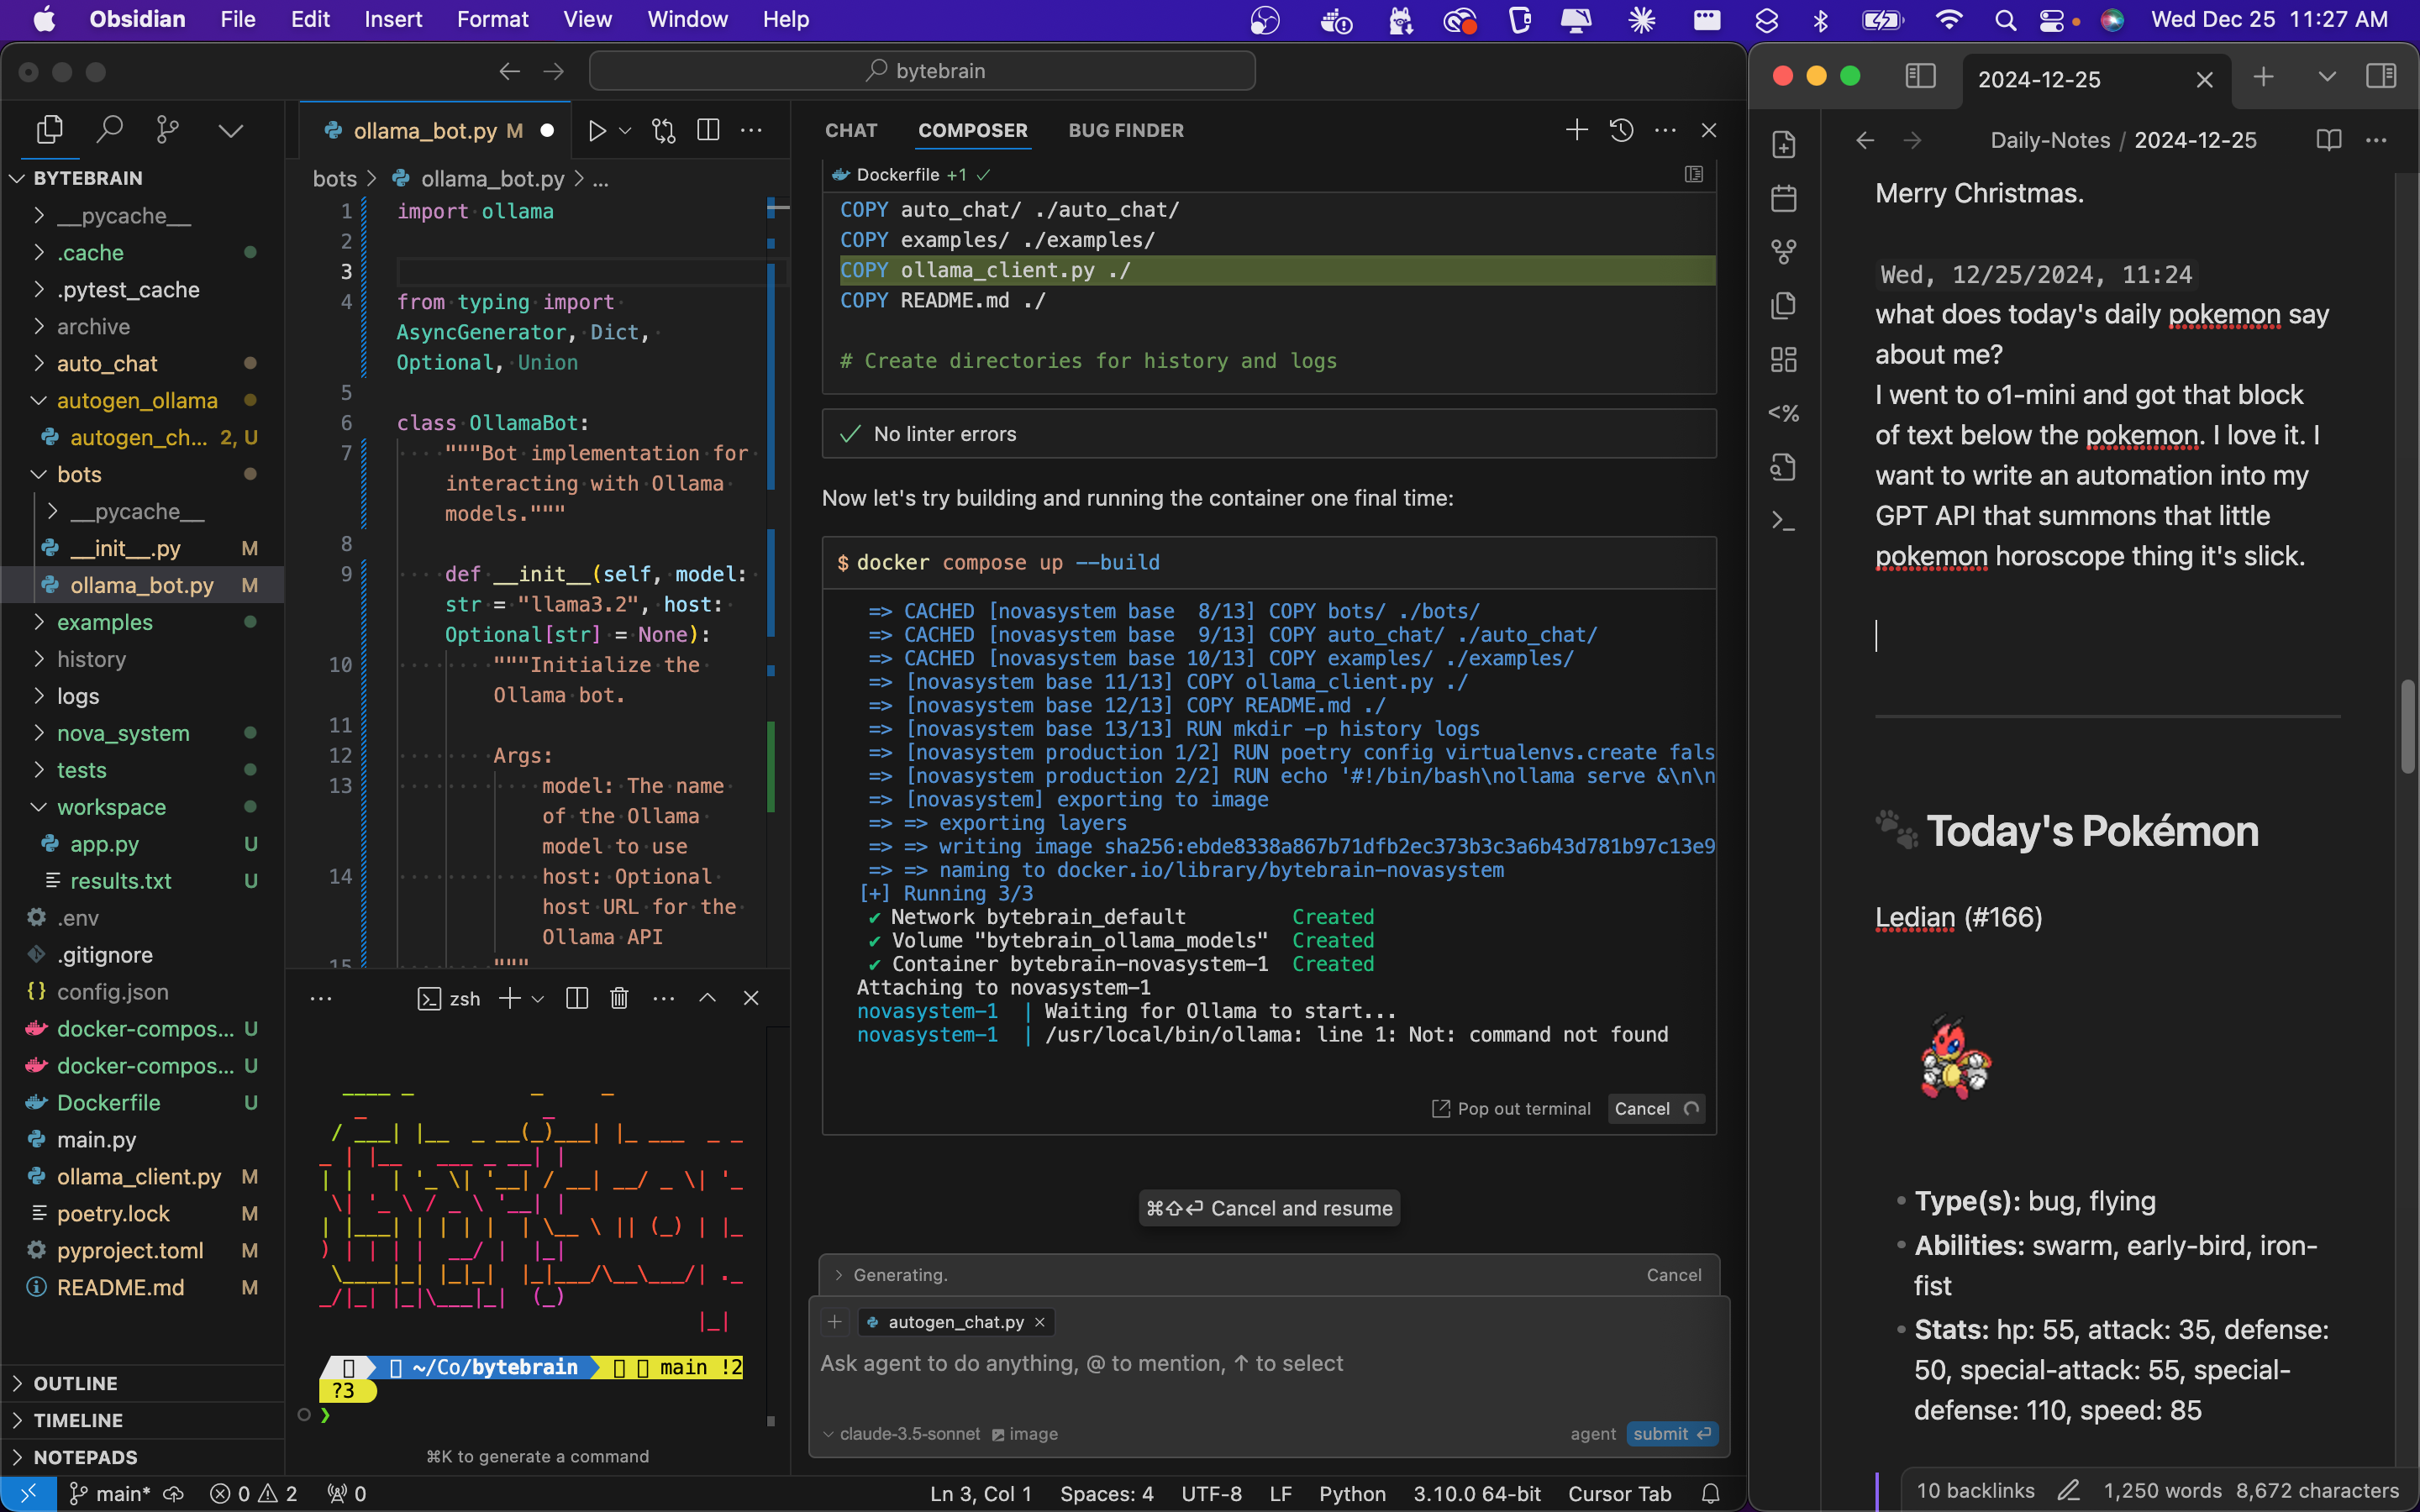 Obsidian File Edit Insert Format View Window Help
Wed Dec 25 11:27 AM
bytebrain
BYTEBRAIN
__pycache__
.cache
.pytest_cache
archive
auto_chat
autogen_ollama
autogen_ch... 2, U
bots
__pycache__
__init__.py M
ollama_bot.py M
examples
history
logs
nova_system
tests
workspace
app.py U
results.txt U
.env
.gitignore
config.json
docker-compos... U
docker-compos... U
Dockerfile U
main.py
ollama_client.py M
poetry.lock M
pyproject.toml M
README.md M
OUTLINE
TIMELINE
NOTEPADS
ollama_bot.py M
bots > ollama_bot.py > ...
1 import ollama
2
3
4 from typing import
AsyncGenerator, Dict,
Optional, Union
5
6 class OllamaBot:
7 """Bot implementation for
interacting with Ollama
models."""
8
9 def __init__(self, model:
str = "llama3.2", host:
Optional[str] = None):
10 """Initialize the
Ollama bot.
11
12 Args:
13 model: The name
of the Ollama
model to use
14 host: Optional
host URL for the
Ollama API
15 """
zsh
~/Co/bytebrain main !2
?3
❯
⌘K to generate a command
CHAT COMPOSER BUG FINDER
Dockerfile +1 ✓
COPY auto_chat/ ./auto_chat/
COPY examples/ ./examples/
COPY ollama_client.py ./
COPY README.md ./
# Create directories for history and logs
No linter errors
Now let's try building and running the container one final time:
$ docker compose up --build
=> CACHED [novasystem base 8/13] COPY bots/ ./bots/
=> CACHED [novasystem base 9/13] COPY auto_chat/ ./auto_chat/
=> CACHED [novasystem base 10/13] COPY examples/ ./examples/
=> [novasystem base 11/13] COPY ollama_client.py ./
=> [novasystem base 12/13] COPY README.md ./
=> [novasystem base 13/13] RUN mkdir -p history logs
=> [novasystem production 1/2] RUN poetry config virtualenvs.create fals
=> [novasystem production 2/2] RUN echo '#!/bin/bash\nollama serve &\n\n
=> [novasystem] exporting to image
=> => exporting layers
=> => writing image sha256:ebde8338a867b71dfb2ec373b3c3a6b43d781b97c13e9
=> => naming to docker.io/library/bytebrain-novasystem
[+] Running 3/3
✔ Network bytebrain_default Created
✔ Volume "bytebrain_ollama_models" Created
✔ Container bytebrain-novasystem-1 Created
Attaching to novasystem-1
novasystem-1 | Waiting for Ollama to start...
novasystem-1 | /usr/local/bin/ollama: line 1: Not: command not found
Pop out terminal Cancel
⌘⇧⏎ Cancel and resume
Generating. Cancel
autogen_chat.py ×
Ask agent to do anything, @ to mention, ↑ to select
claude-3.5-sonnet image agent submit ⏎
main* 0 2 0
Ln 3, Col 1 Spaces: 4 UTF-8 LF Python 3.10.0 64-bit Cursor Tab
2024-12-25
Daily-Notes / 2024-12-25
Merry Christmas.
Wed, 12/25/2024, 11:24
what does today's daily pokemon say
about me?
I went to o1-mini and got that block
of text below the pokemon. I love it. I
want to write an automation into my
GPT API that summons that little
pokemon horoscope thing it's slick.
Today's Pokémon
Ledian (#166)
• Type(s): bug, flying
• Abilities: swarm, early-bird, iron-
fist
• Stats: hp: 55, attack: 35, defense:
50, special-attack: 55, special-
defense: 110, speed: 85
10 backlinks 1,250 words 8,672 characters